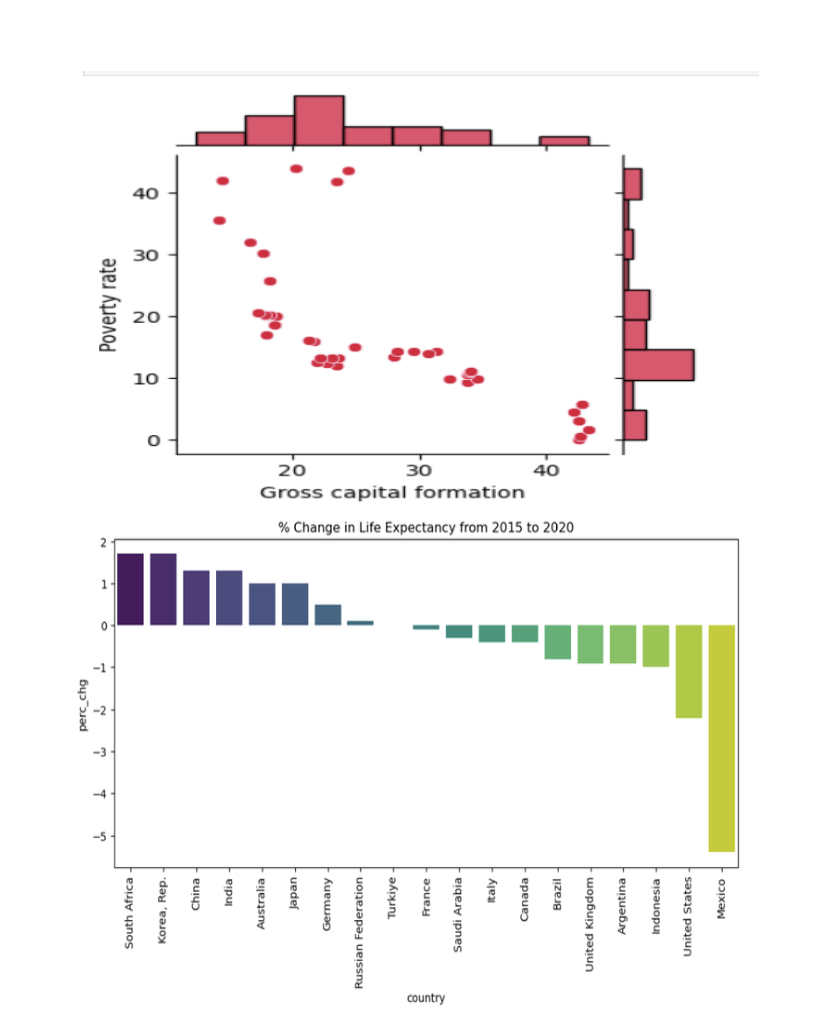 40
30
20
10
0
Poverty rate
20 30 40
Gross capital formation
% Change in Life Expectancy from 2015 to 2020
2
1
0
−1
−2
−3
−4
−5
perc_chg
South Africa
Korea, Rep.
China
India
Australia
Japan
Germany
Russian Federation
Turkiye
France
Saudi Arabia
Italy
Canada
Brazil
United Kingdom
Argentina
Indonesia
United States
Mexico
country